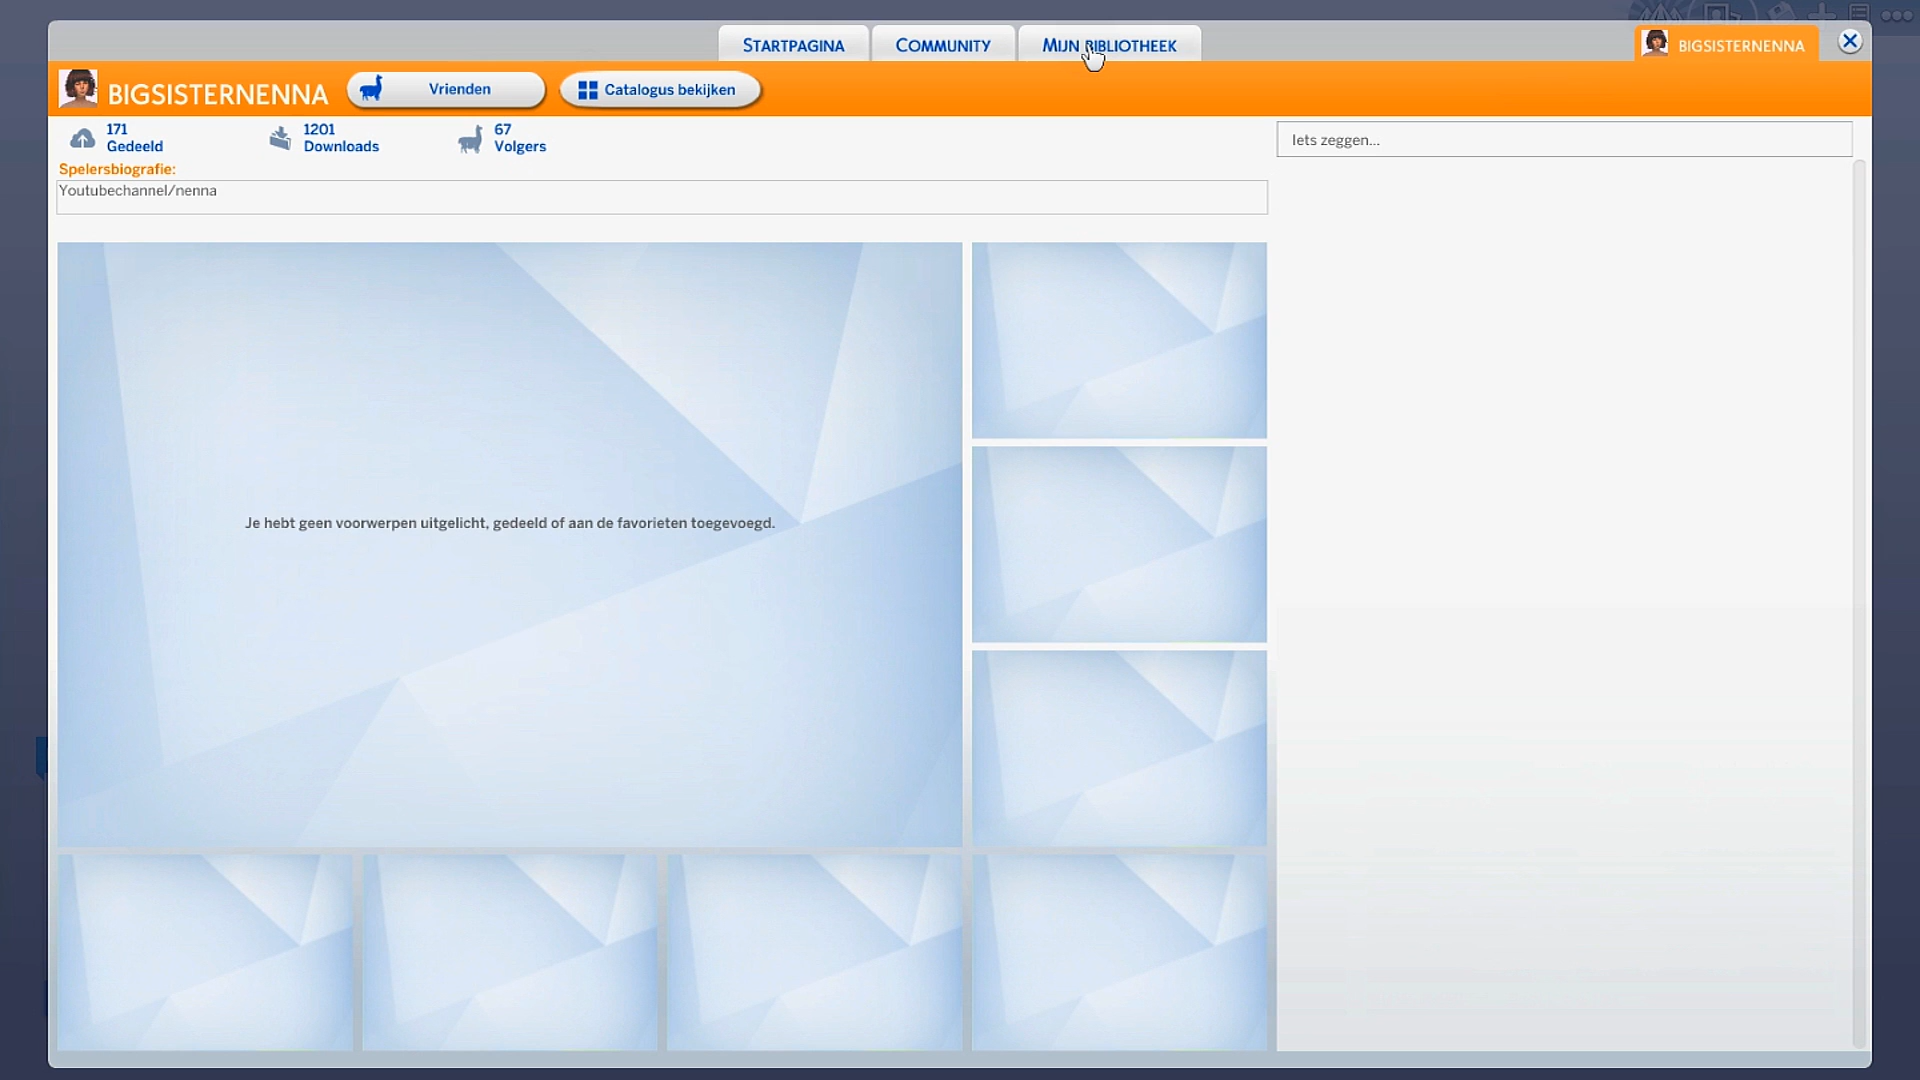 STARTPAGINA
COMMUNITY
MIJN BIBLIOTHEEK
BIGSISTERNENNA
BIGSISTERNENNA
Vrienden
Catalogus bekijken
171
Gedeeld
1201
Downloads
67
Volgers
Iets zeggen...
Spelersbiografie:
Youtubechannel/nenna
Je hebt geen voorwerpen uitgelicht, gedeeld of aan de favorieten toegevoegd.